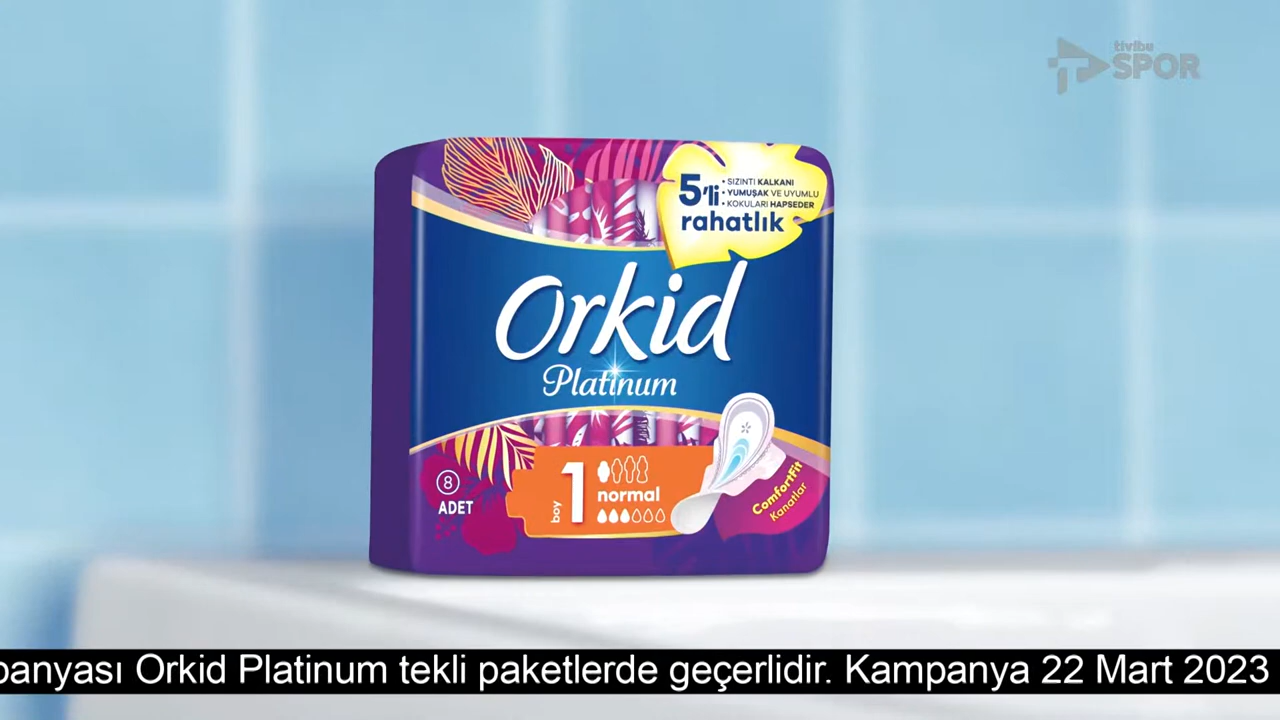 tivibu
SPOR
5'li
rahatlık
• SIZINTI KALKANI
• YUMUŞAK VE UYUMLU
• KOKULARI HAPSEDER
Orkid
Platinum
8
ADET
boy
1
normal
ComfortFit
Kanatlar
panyası Orkid Platinum tekli paketlerde geçerlidir. Kampanya 22 Mart 2023